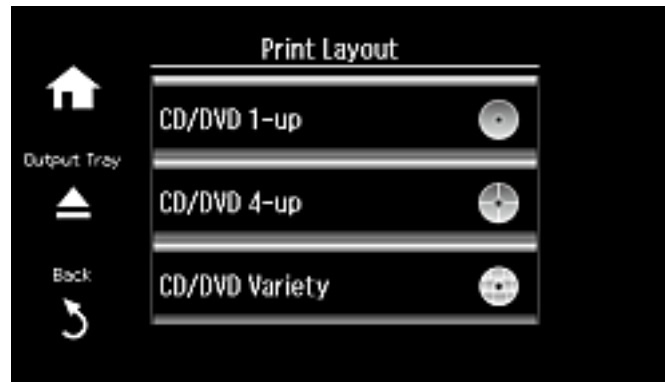 Print Layout
CD/DVD 1-up
Output Tray
CD/DVD 4-up
Back
CD/DVD Variety